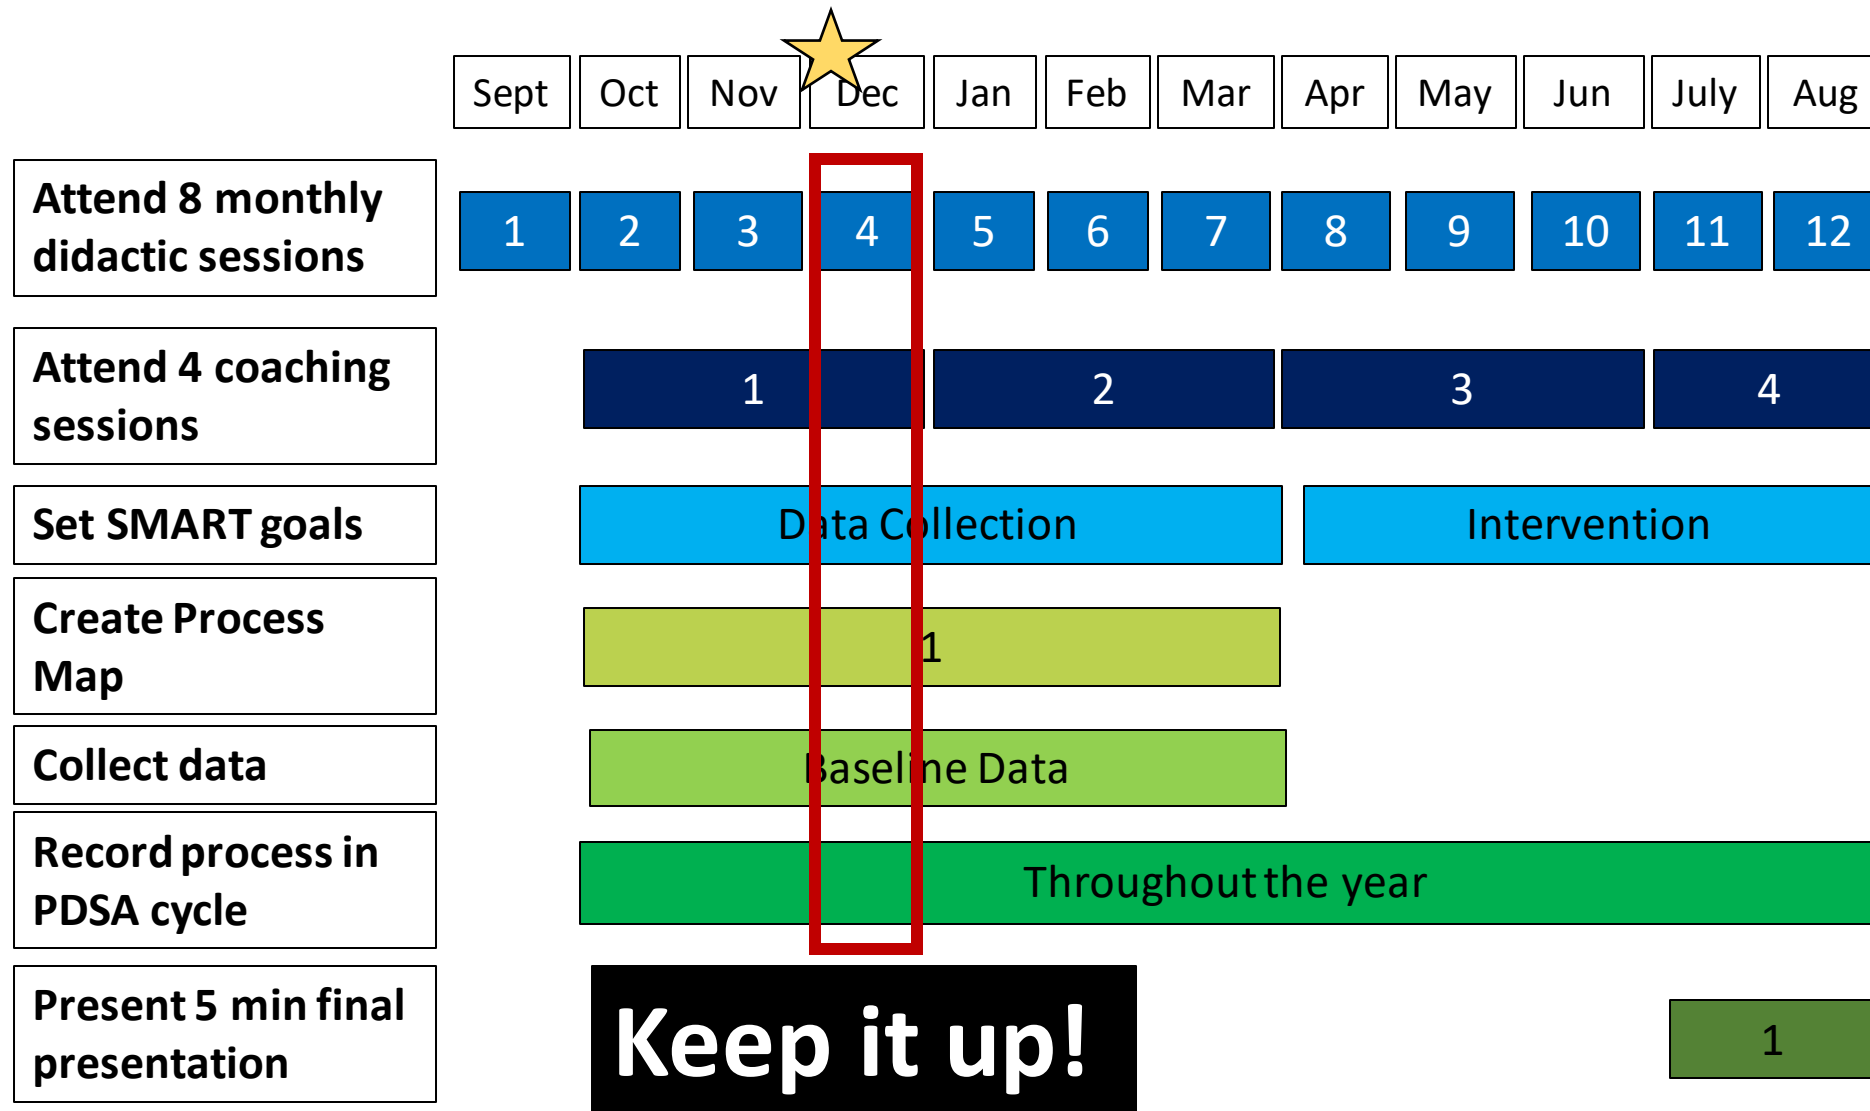 Sept Oct Nov Dec Jan Feb Mar Apr May Jun July Aug
Attend 8 monthly
didactic sessions
1 2 3 4 5 6 7 8 9 10 11 12
Attend 4 coaching
sessions
1 2 3 4
Set SMART goals
Data Collection Intervention
Create Process
Map
1
Collect data
Baseline Data
Record process in
PDSA cycle
Throughout the year
Present 5 min final
presentation
Keep it up!
1